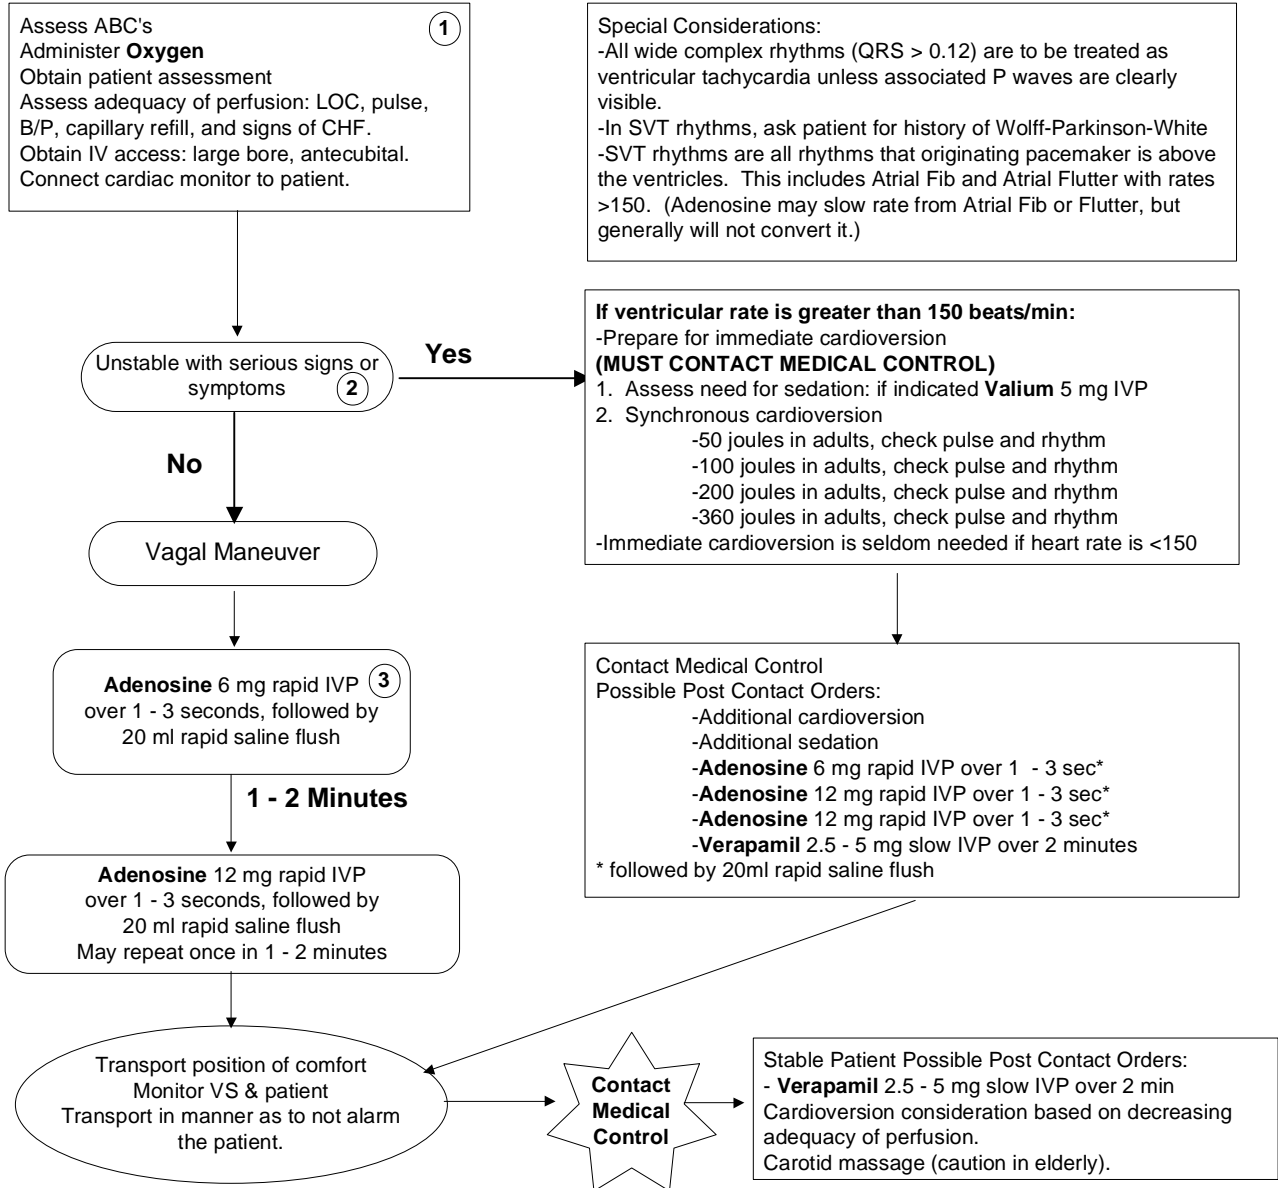 Assess ABC's
1
Administer Oxygen
Obtain patient assessment
Assess adequacy of perfusion: LOC, pulse,
B/P, capillary refill, and signs of CHF.
Obtain IV access: large bore, antecubital.
Connect cardiac monitor to patient.
Special Considerations:
-All wide complex rhythms (QRS > 0.12) are to be treated as
ventricular tachycardia unless associated P waves are clearly
visible.
-In SVT rhythms, ask patient for history of Wolff-Parkinson-White
-SVT rhythms are all rhythms that originating pacemaker is above
the ventricles. This includes Atrial Fib and Atrial Flutter with rates
>150. (Adenosine may slow rate from Atrial Fib or Flutter, but
generally will not convert it.)
Unstable with serious signs or
symptoms
2
Yes
If ventricular rate is greater than 150 beats/min:
-Prepare for immediate cardioversion
(MUST CONTACT MEDICAL CONTROL)
1. Assess need for sedation: if indicated Valium 5 mg IVP
2. Synchronous cardioversion
-50 joules in adults, check pulse and rhythm
-100 joules in adults, check pulse and rhythm
-200 joules in adults, check pulse and rhythm
-360 joules in adults, check pulse and rhythm
-Immediate cardioversion is seldom needed if heart rate is <150
No
Vagal Maneuver
Adenosine 6 mg rapid IVP
3
over 1 - 3 seconds, followed by
20 ml rapid saline flush
1 - 2 Minutes
Adenosine 12 mg rapid IVP
over 1 - 3 seconds, followed by
20 ml rapid saline flush
May repeat once in 1 - 2 minutes
Contact Medical Control
Possible Post Contact Orders:
-Additional cardioversion
-Additional sedation
-Adenosine 6 mg rapid IVP over 1 - 3 sec*
-Adenosine 12 mg rapid IVP over 1 - 3 sec*
-Adenosine 12 mg rapid IVP over 1 - 3 sec*
-Verapamil 2.5 - 5 mg slow IVP over 2 minutes
* followed by 20ml rapid saline flush
Transport position of comfort
Monitor VS & patient
Transport in manner as to not alarm
the patient.
Contact
Medical
Control
Stable Patient Possible Post Contact Orders:
- Verapamil 2.5 - 5 mg slow IVP over 2 min
Cardioversion consideration based on decreasing
adequacy of perfusion.
Carotid massage (caution in elderly).